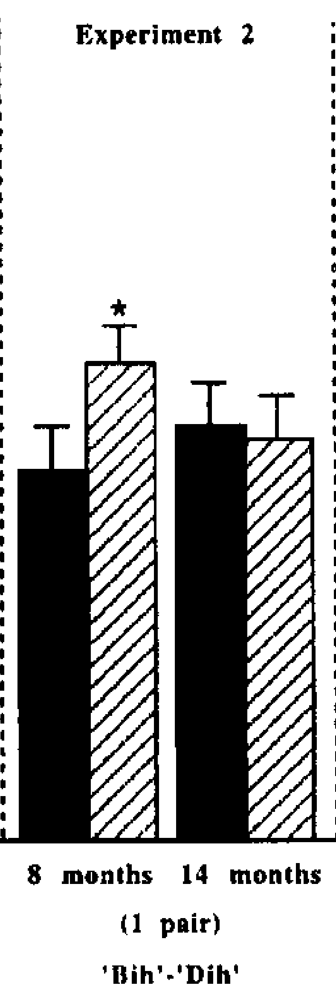 Experiment 2
★
8 months 14 months
(1 pair)
'Bih'-'Dih'